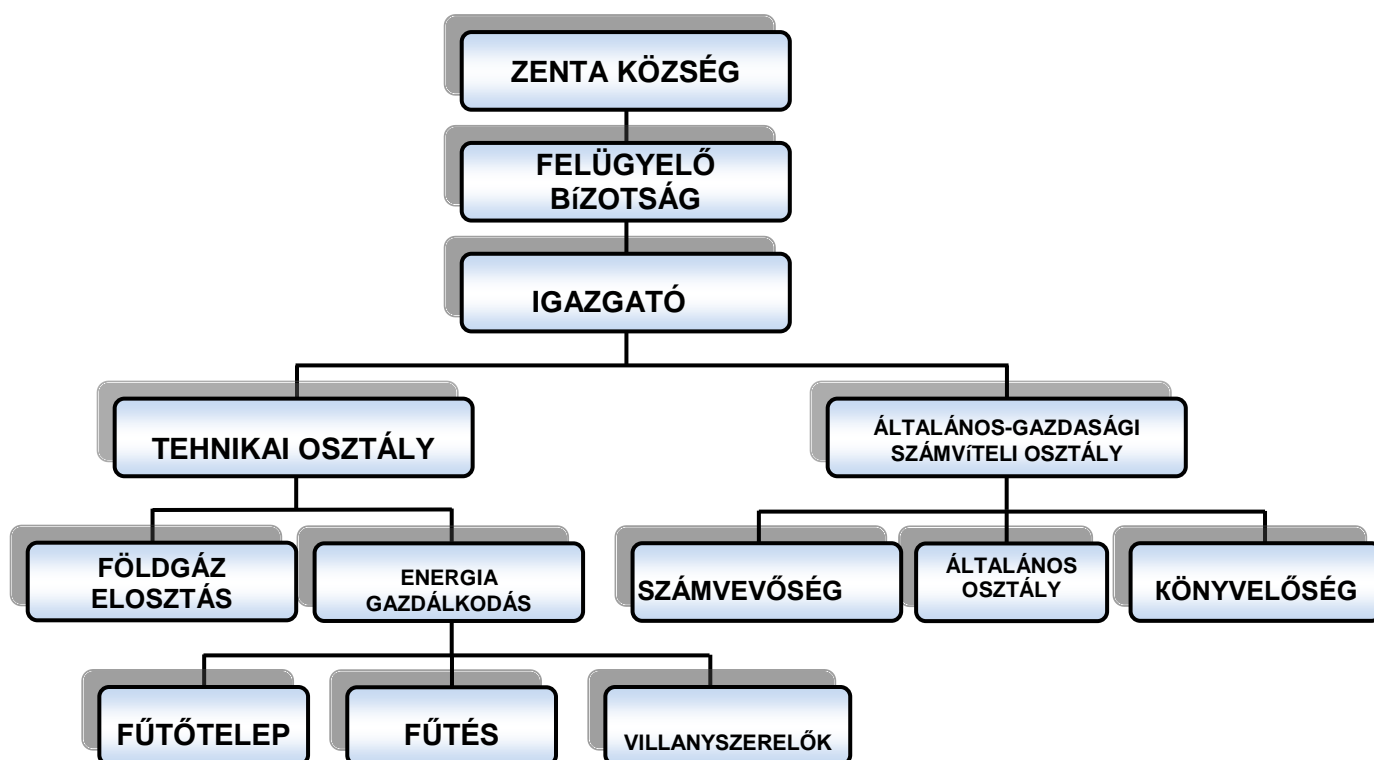 ZENTA KÖZSÉG
FELÜGYELŐ
BíZOTSÁG
IGAZGATÓ
TEHNIKAI OSZTÁLY
ÁLTALÁNOS-GAZDASÁGI
SZÁMVíTELI OSZTÁLY
FÖLDGÁZ
ELOSZTÁS
ENERGIA
GAZDÁLKODÁS
SZÁMVEVŐSÉG
ÁLTALÁNOS
OSZTÁLY
KÖNYVELŐSÉG
FŰTŐTELEP
FŰTÉS
VILLANYSZERELŐK